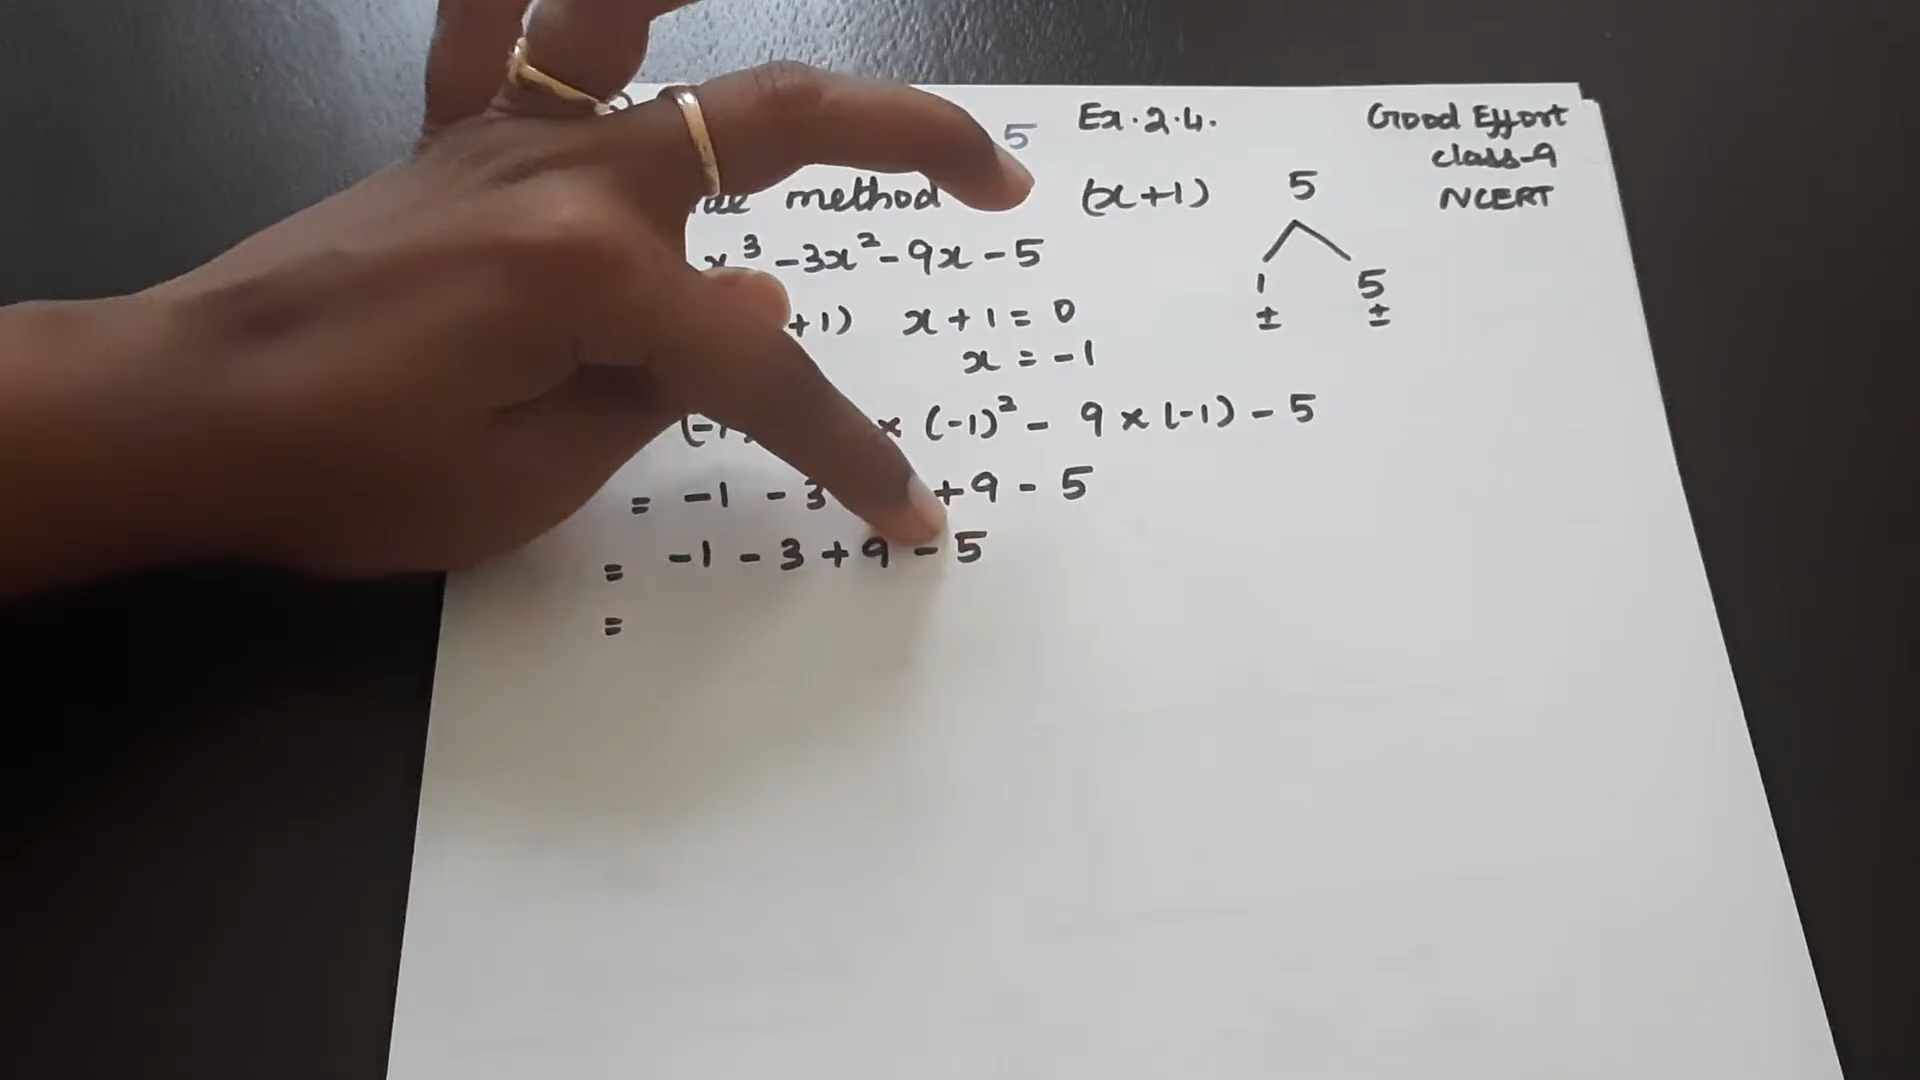 5 Ex.2.4. Good Effort
class-9
method (x+1) 5 NCERT
x³ -3x² -9x -5
1 5
+1) x+1 = 0 ± ±
x = -1
(-1 × (-1)² - 9 × (-1) - 5
= -1 - 3 +9 - 5
= -1 - 3 + 9 - 5
=